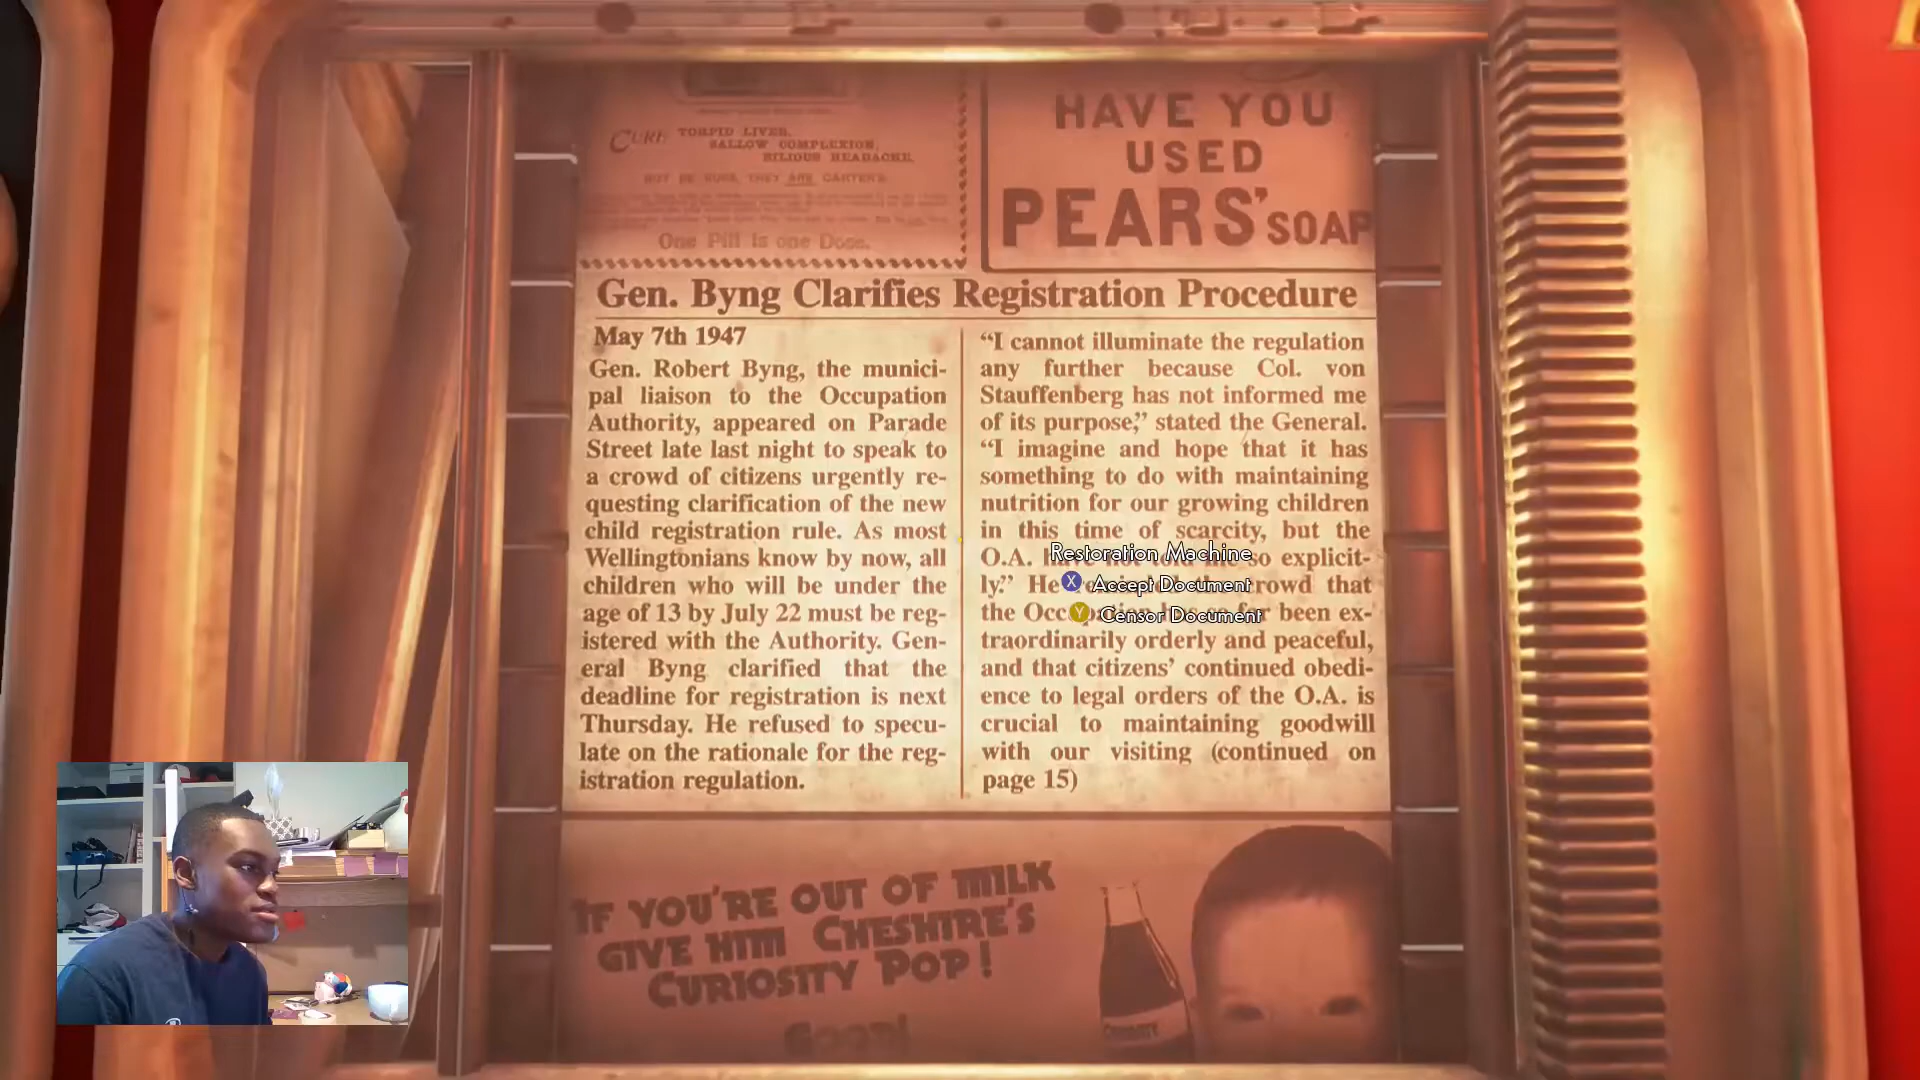 CURE TORPID LIVER,
SALLOW COMPLEXION,
BILIOUS HEADACHE.
BUT BE SURE THEY ARE CARTER'S
One Pill is one Dose.
HAVE YOU
USED
PEARS' SOAP
Gen. Byng Clarifies Registration Procedure
May 7th 1947
Gen. Robert Byng, the munici-
pal liaison to the Occupation
Authority, appeared on Parade
Street late last night to speak to
a crowd of citizens urgently re-
questing clarification of the new
child registration rule. As most
Wellingtonians know by now, all
children who will be under the
age of 13 by July 22 must be reg-
istered with the Authority. Gen-
eral Byng clarified that the
deadline for registration is next
Thursday. He refused to specu-
late on the rationale for the reg-
istration regulation.
“I cannot illuminate the regulation
any further because Col. von
Stauffenberg has not informed me
of its purpose,” stated the General.
“I imagine and hope that it has
something to do with maintaining
nutrition for our growing children
in this time of scarcity, but the
O.A. so explicit-
ly.” He crowd that
the been ex-
traordinarily orderly and peaceful,
and that citizens’ continued obedi-
ence to legal orders of the O.A. is
crucial to maintaining goodwill
with our visiting (continued on
page 15)
Restoration Machine
X Accept Document
Y Censor Document
IF YOU'RE OUT OF MILK
GIVE HIM CHESHIRE'S
CURIOSITY POP!